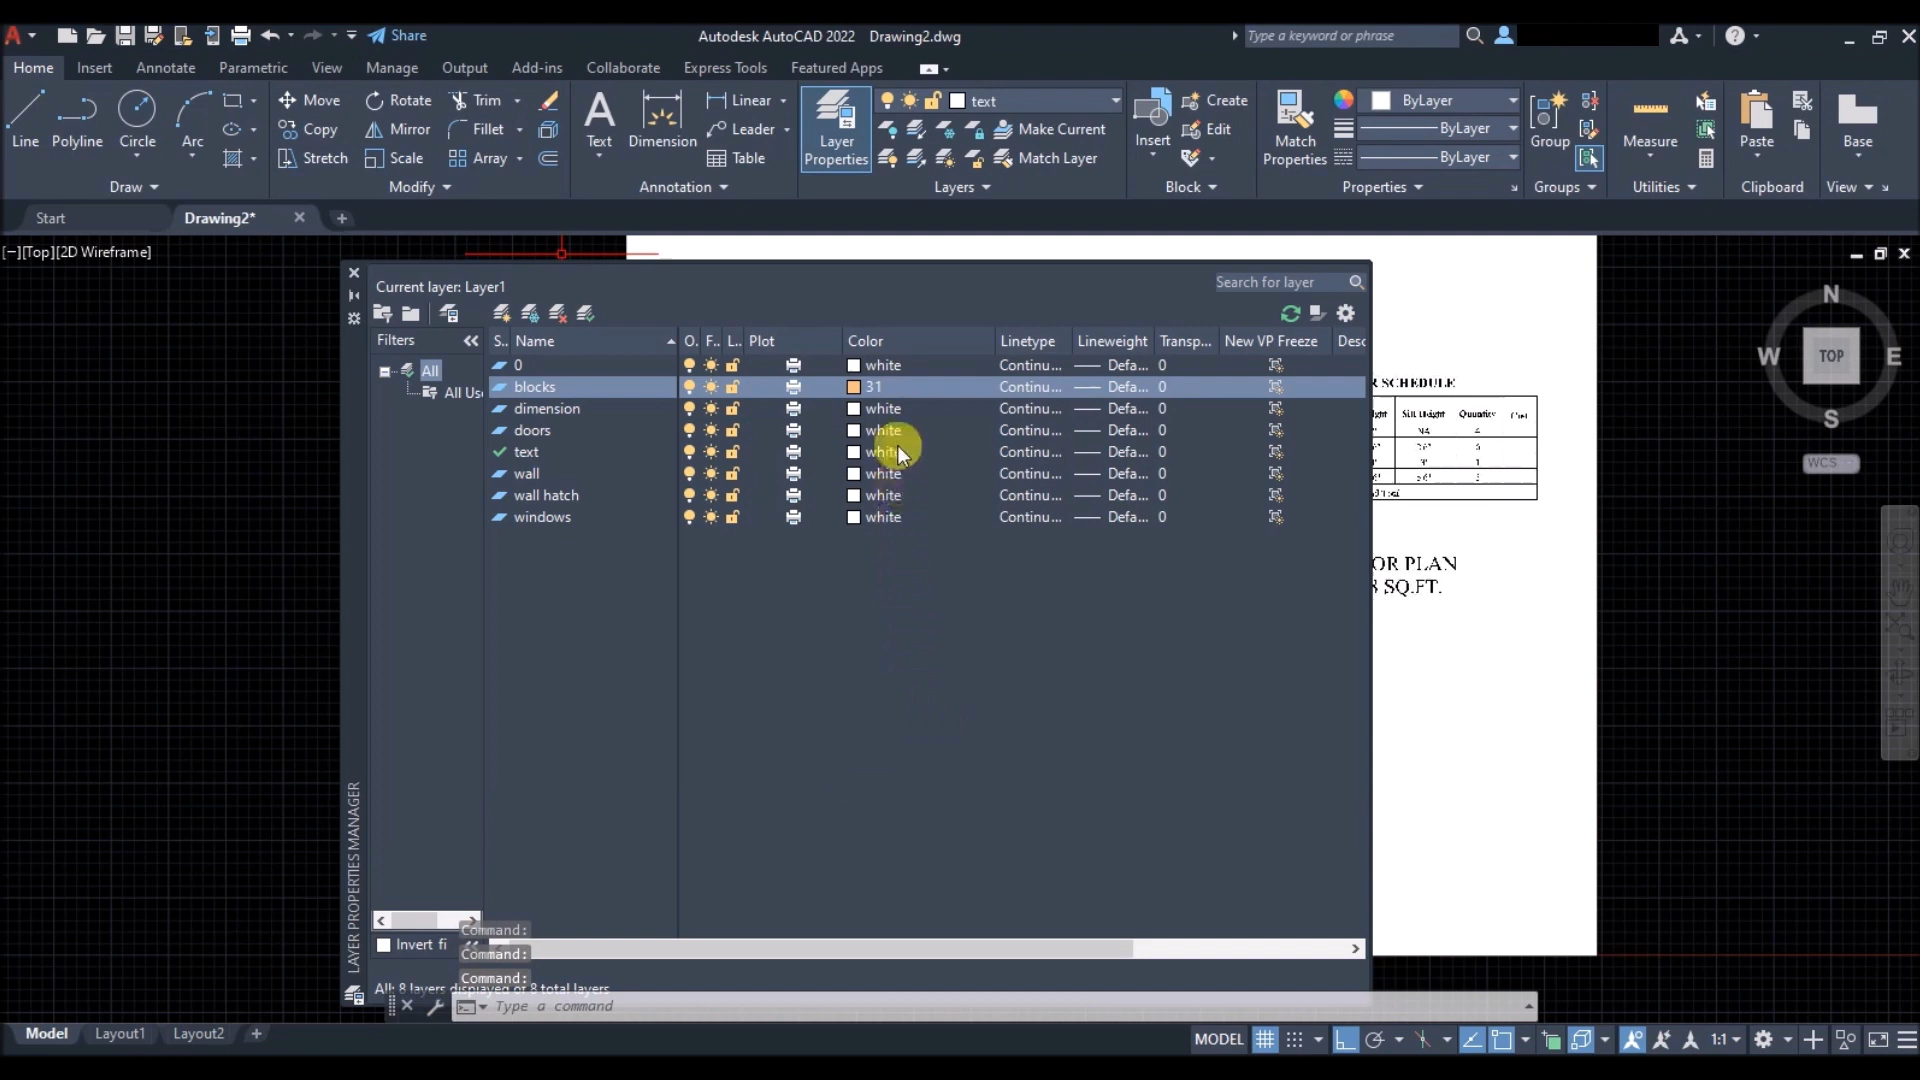 Share
Autodesk AutoCAD 2022 Drawing2.dwg
Type a keyword or phrase
Home Insert Annotate Parametric View Manage Output Add-ins Collaborate Express Tools Featured Apps
Line Polyline Circle Arc
Move Rotate Trim
Copy Mirror Fillet
Stretch Scale Array
Text Dimension
Linear
Leader
Table
Layer Properties
text
Make Current
Match Layer
Insert
Create
Edit
Match Properties
ByLayer
ByLayer
ByLayer
Group
Measure
Paste
Base
Draw Modify Annotation Layers Block Properties Groups Utilities Clipboard View
Start Drawing2*
[−][Top][2D Wireframe]
Current layer: Layer1
Search for layer
Filters
All
All Us
S.. Name O. F.. L.. Plot Color Linetype Lineweight Transp... New VP Freeze Desc
0 white Continu... Defa... 0
blocks 31 Continu... Defa... 0
dimension white Continu... Defa... 0
doors white Continu... Defa... 0
text white Continu... Defa... 0
wall white Continu... Defa... 0
wall hatch white Continu... Defa... 0
windows white Continu... Defa... 0
Invert fi
All: 8 layers displayed of 8 total layers
LAYER PROPERTIES MANAGER
Command:
Command:
Command:
Type a command
SCHEDULE
Sill Height Quantity
OR PLAN
SQ.FT.
N
W TOP E
S
WCS
Model Layout1 Layout2
MODEL
1:1